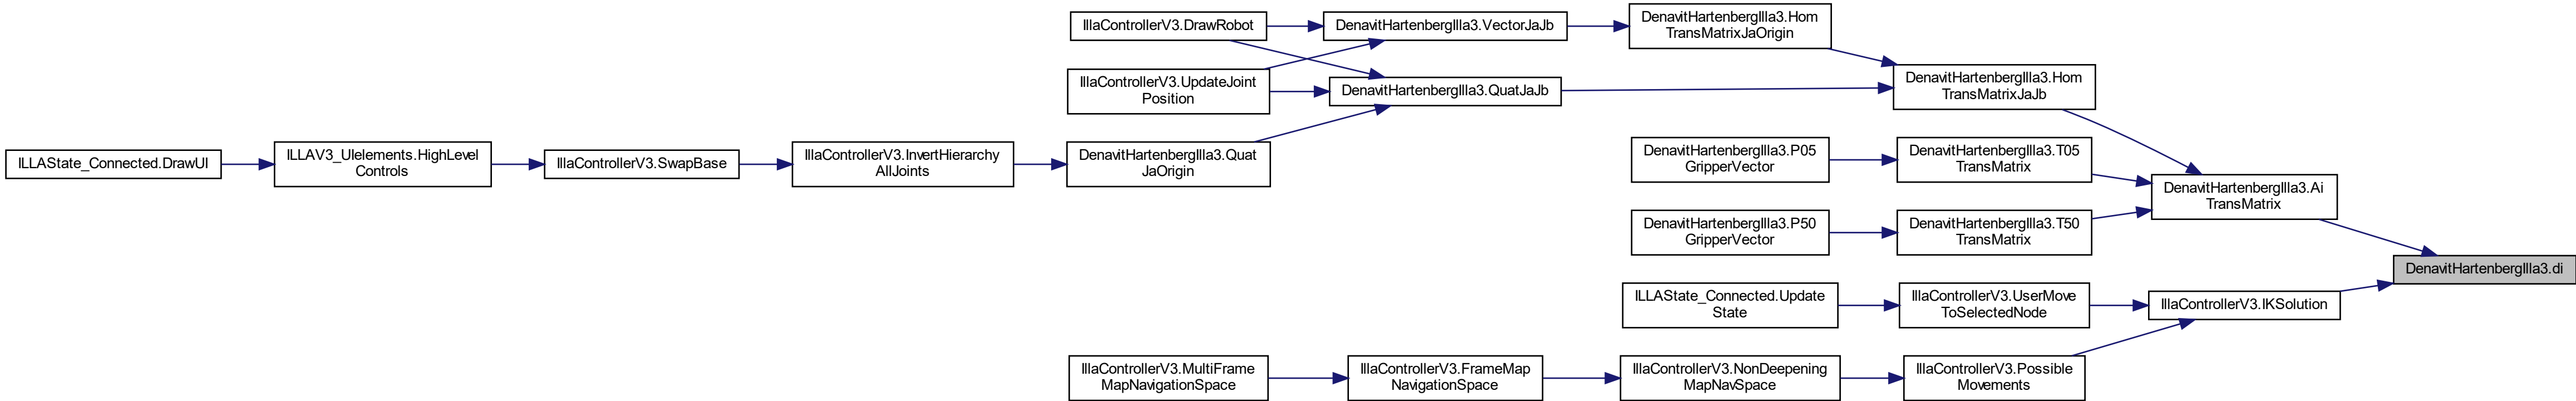 IllaControllerV3.DrawRobot
DenavitHartenbergIlla3.VectorJaJb
DenavitHartenbergIlla3.Hom
TransMatrixJaOrigin
IllaControllerV3.UpdateJoint
Position
DenavitHartenbergIlla3.QuatJaJb
DenavitHartenbergIlla3.Hom
TransMatrixJaJb
ILLAState_Connected.DrawUI
ILLAV3_UIelements.HighLevel
Controls
IllaControllerV3.SwapBase
IllaControllerV3.InvertHierarchy
AllJoints
DenavitHartenbergIlla3.Quat
JaOrigin
DenavitHartenbergIlla3.P05
GripperVector
DenavitHartenbergIlla3.T05
TransMatrix
DenavitHartenbergIlla3.Ai
TransMatrix
DenavitHartenbergIlla3.P50
GripperVector
DenavitHartenbergIlla3.T50
TransMatrix
DenavitHartenbergIlla3.di
ILLAState_Connected.Update
State
IllaControllerV3.UserMove
ToSelectedNode
IllaControllerV3.IKSolution
IllaControllerV3.MultiFrame
MapNavigationSpace
IllaControllerV3.FrameMap
NavigationSpace
IllaControllerV3.NonDeepening
MapNavSpace
IllaControllerV3.Possible
Movements